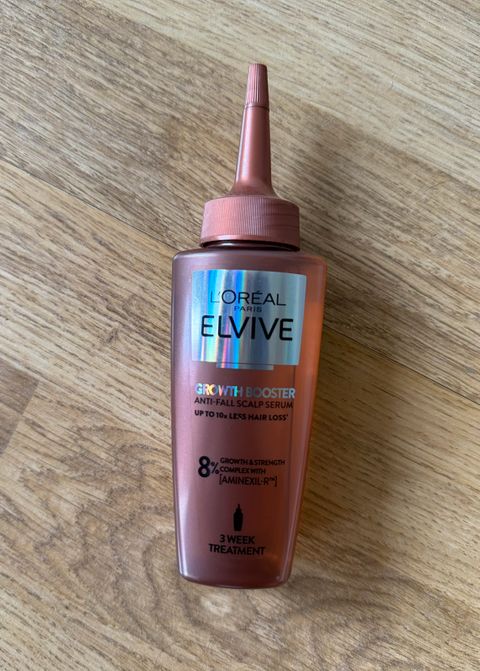 L'ORÉAL
PARIS
ELVIVE
GROWTH BOOSTER
ANTI-FALL SCALP SERUM
UP TO 10x LESS HAIR LOSS*
8% GROWTH & STRENGTH
COMPLEX WITH
[AMINEXIL-R™]
3 WEEK
TREATMENT